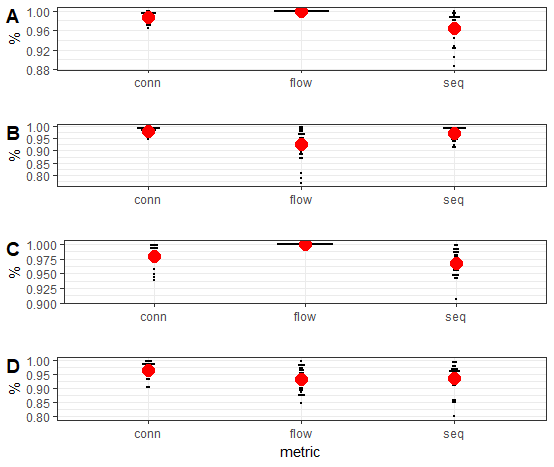 A
%
1.00
0.96
0.92
0.88
conn flow seq
B
%
1.00
0.95
0.90
0.85
0.80
conn flow seq
C
%
1.000
0.975
0.950
0.925
0.900
conn flow seq
D
%
1.00
0.95
0.90
0.85
0.80
conn flow seq
metric